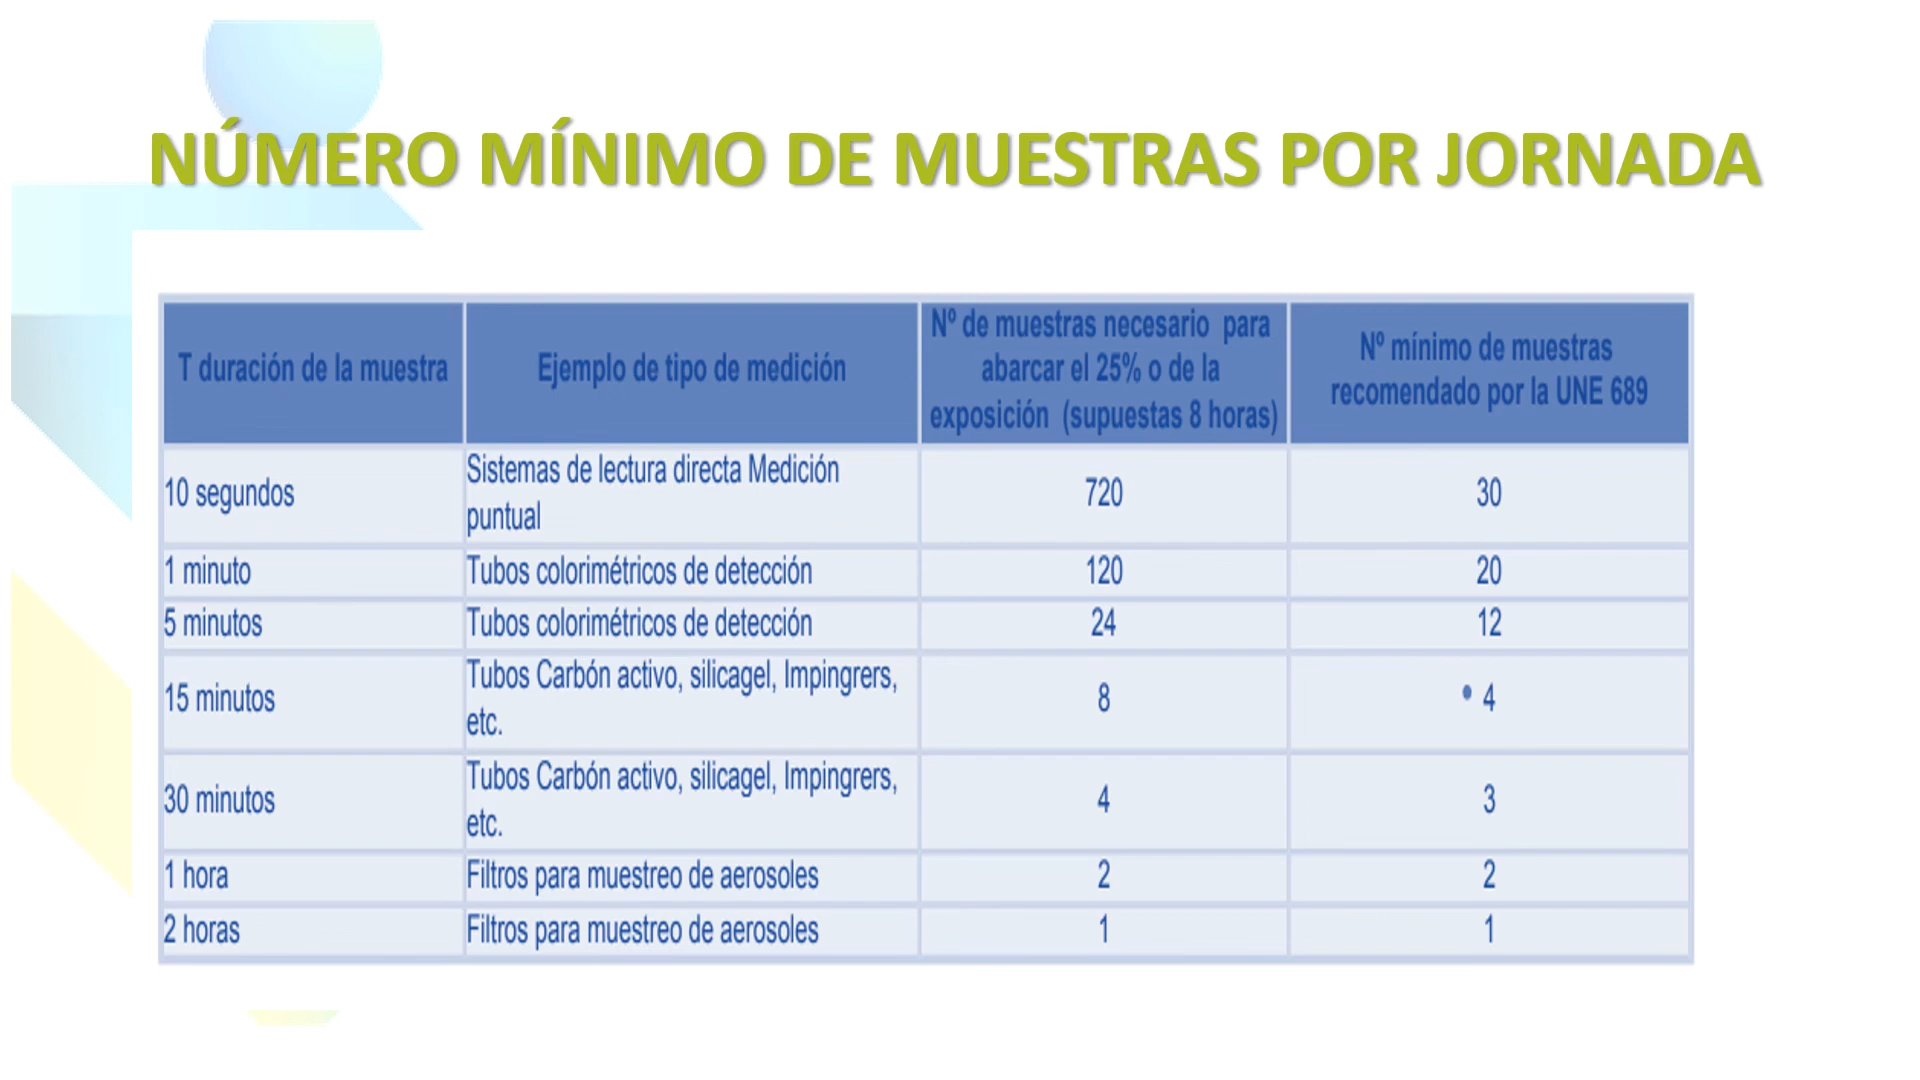 NÚMERO MÍNIMO DE MUESTRAS POR JORNADA
T duración de la muestra
Ejemplo de tipo de medición
Nº de muestras necesario para
abarcar el 25% o de la
exposición (supuestas 8 horas)
Nº mínimo de muestras
recomendado por la UNE 689
10 segundos
Sistemas de lectura directa Medición
puntual
720
30
1 minuto
Tubos colorimétricos de detección
120
20
5 minutos
Tubos colorimétricos de detección
24
12
15 minutos
Tubos Carbón activo, silicagel, Impingrers,
etc.
8
• 4
30 minutos
Tubos Carbón activo, silicagel, Impingrers,
etc.
4
3
1 hora
Filtros para muestreo de aerosoles
2
2
2 horas
Filtros para muestreo de aerosoles
1
1